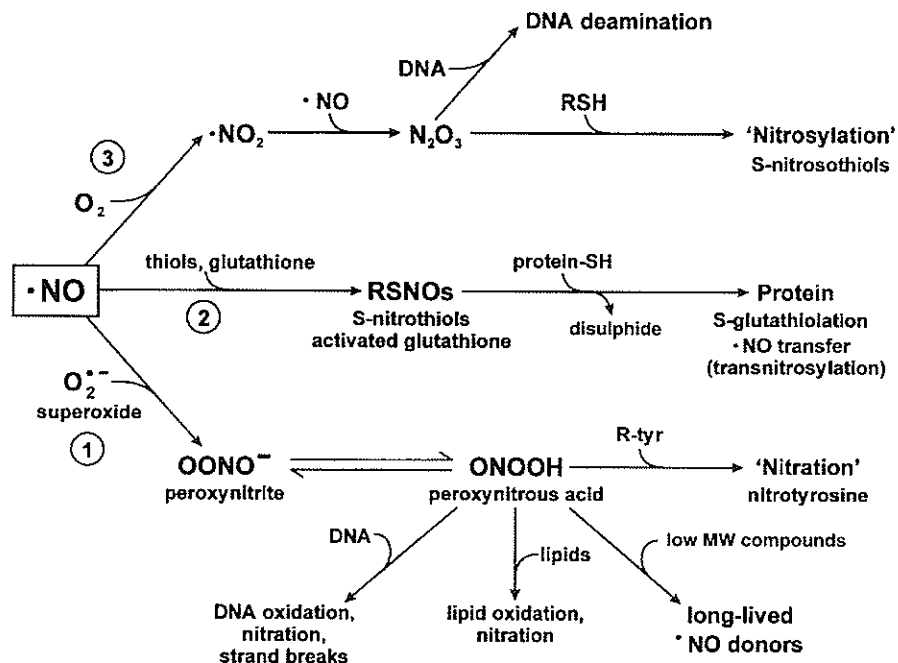 DNA deamination
DNA
• NO
RSH
•NO₂
N₂O₃
'Nitrosylation'
S-nitrosothiols
3
O₂
thiols, glutathione
protein-SH
•NO
RSNOs
Protein
2
S-nitrothiols
activated glutathione
disulphide
S-glutathiolation
•NO transfer
(transnitrosylation)
O₂•−
superoxide
1
R-tyr
OONO−
ONOOH
'Nitration'
peroxynitrite
peroxynitrous acid
nitrotyrosine
DNA
lipids
low MW compounds
DNA oxidation,
nitration,
strand breaks
lipid oxidation,
nitration
long-lived
•NO donors